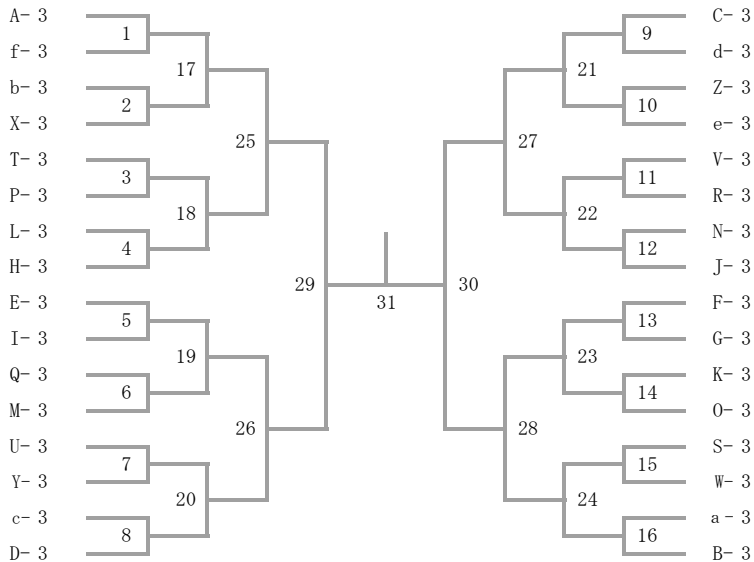 A- 3
f- 3
b- 3
X- 3
T- 3
P- 3
L- 3
H- 3
E- 3
I- 3
Q- 3
M- 3
U- 3
Y- 3
c- 3
D- 3
1
2
3
4
5
6
7
8
17
18
19
20
25
26
29
31
30
27
28
21
22
23
24
9
10
11
12
13
14
15
16
C- 3
d- 3
Z- 3
e- 3
V- 3
R- 3
N- 3
J- 3
F- 3
G- 3
K- 3
O- 3
S- 3
W- 3
a- 3
B- 3